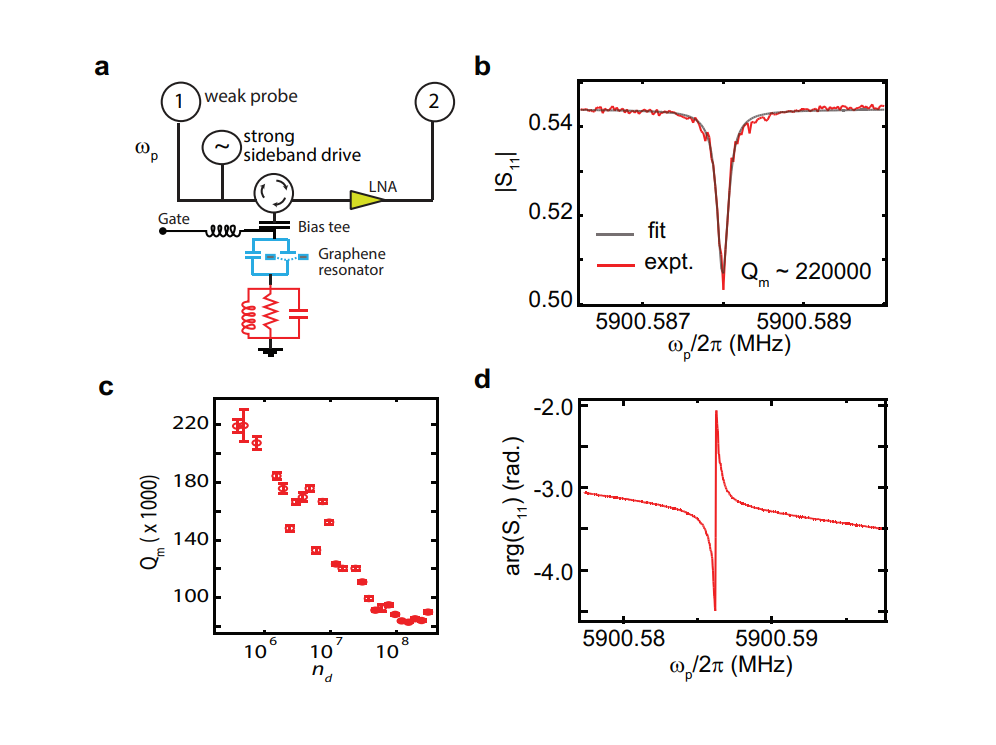 a
1
weak probe
2
ωp
~
strong
sideband drive
LNA
Gate
Bias tee
Graphene
resonator
b
|S11|
0.54
0.52
0.50
fit
expt.
Qm ~ 220000
5900.587
5900.589
ωp/2π (MHz)
c
Qm ( x 1000)
220
180
140
100
10^6
10^7
10^8
nd
d
arg(S11) (rad.)
-2.0
-3.0
-4.0
5900.58
5900.59
ωp/2π (MHz)